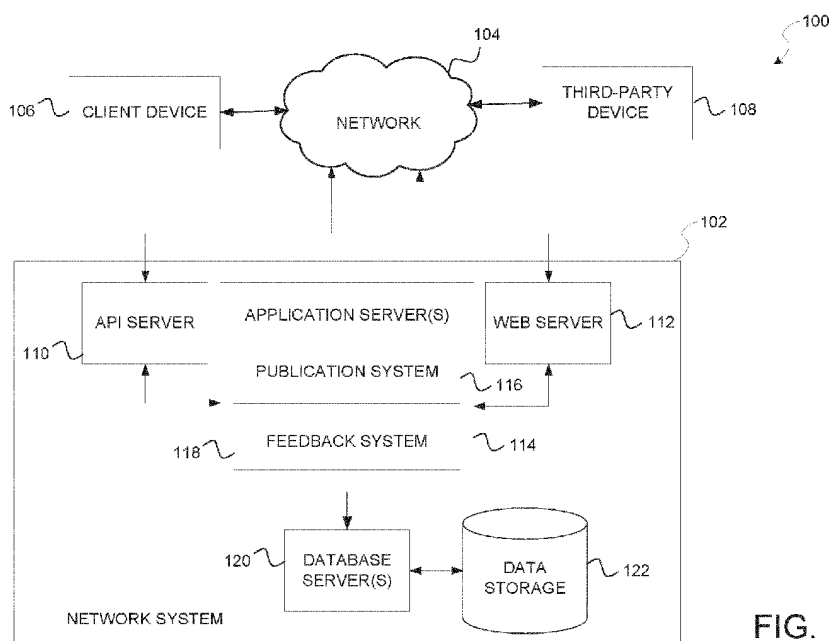 100
104
106
CLIENT DEVICE
NETWORK
THIRD-PARTY
DEVICE
108
102
API SERVER
110
APPLICATION SERVER(S)
WEB SERVER
112
PUBLICATION SYSTEM
116
FEEDBACK SYSTEM
118
114
120
DATABASE
SERVER(S)
DATA
STORAGE
122
NETWORK SYSTEM
FIG.